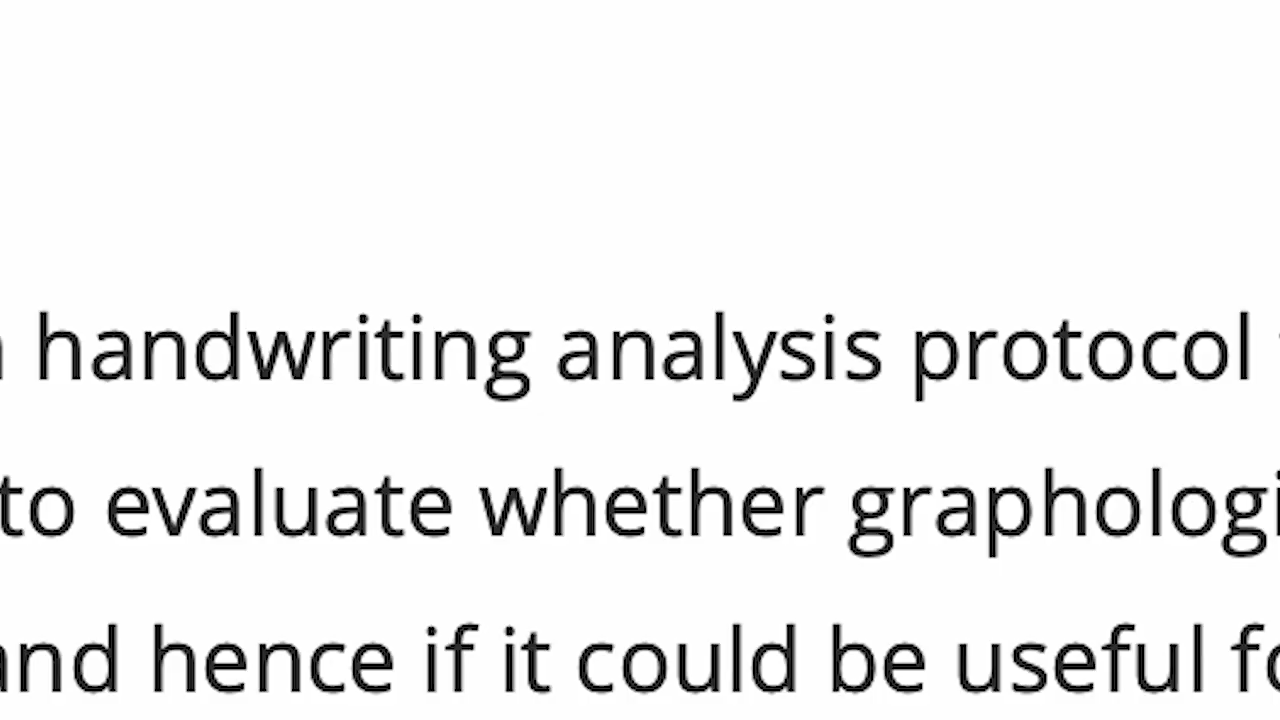 handwriting analysis protocol
to evaluate whether graphologi
and hence if it could be useful fo